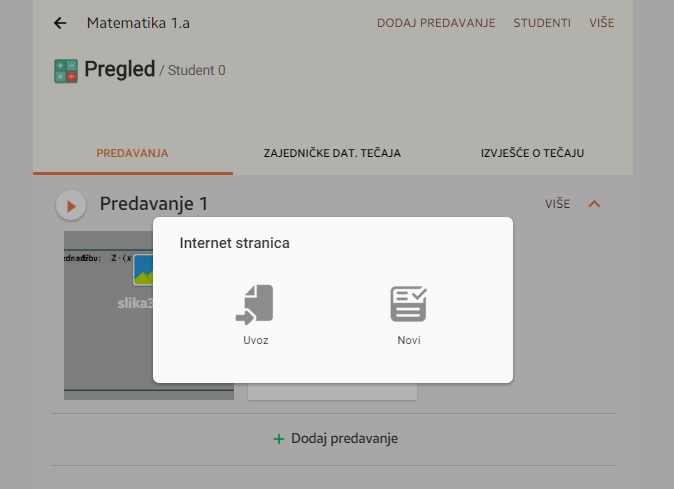 Matematika 1.a DODAJ PREDAVANJE STUDENTI VIŠE
Pregled / Student 0
PREDAVANJA ZAJEDNIČKE DAT. TEČAJA IZVJEŠĆE O TEČAJU
Predavanje 1 VIŠE
Internet stranica
ednadžbu: Z·(x
slika3
Uvoz Novi
+ Dodaj predavanje